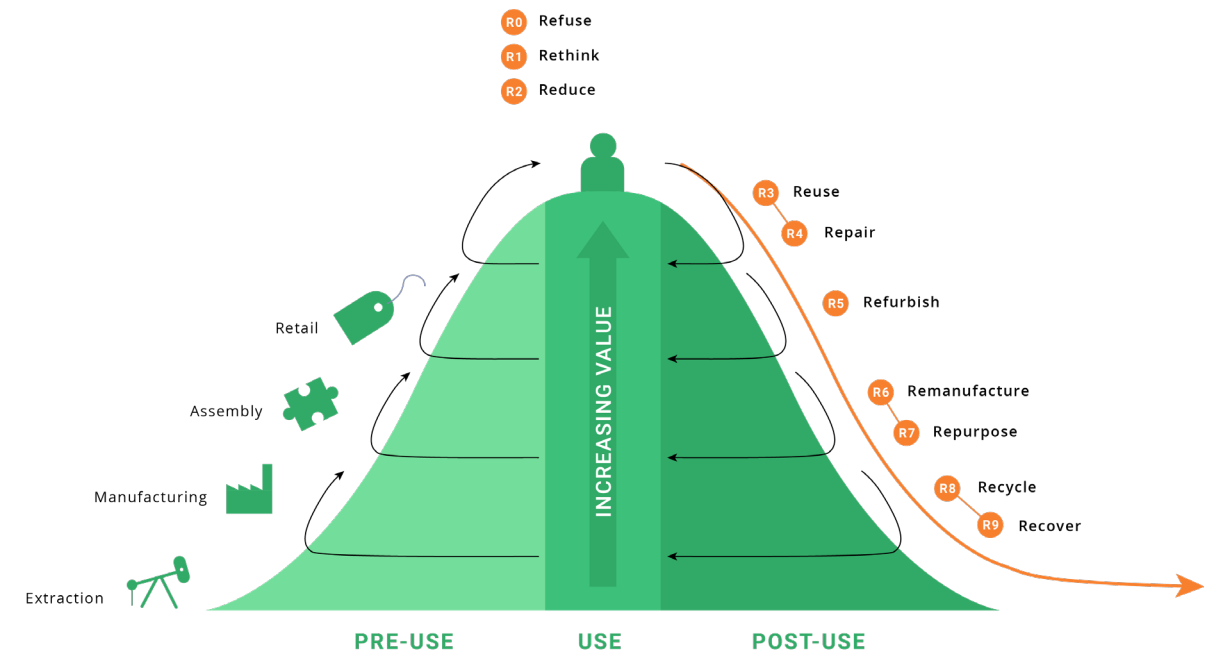 R0 Refuse
R1 Rethink
R2 Reduce
R3 Reuse
R4 Repair
R5 Refurbish
R6 Remanufacture
R7 Repurpose
R8 Recycle
R9 Recover
Retail
Assembly
Manufacturing
Extraction
INCREASING VALUE
PRE-USE
USE
POST-USE